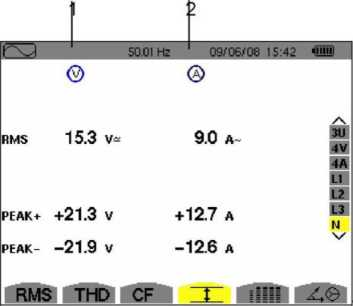 1 2
50.01 Hz 09/06/08 15:42
V A
RMS 15.3 V≃ 9.0 A~
3U
4V
4A
L1
L2
L3
N
PEAK+ +21.3 V +12.7 A
PEAK- -21.9 V -12.6 A
RMS THD CF